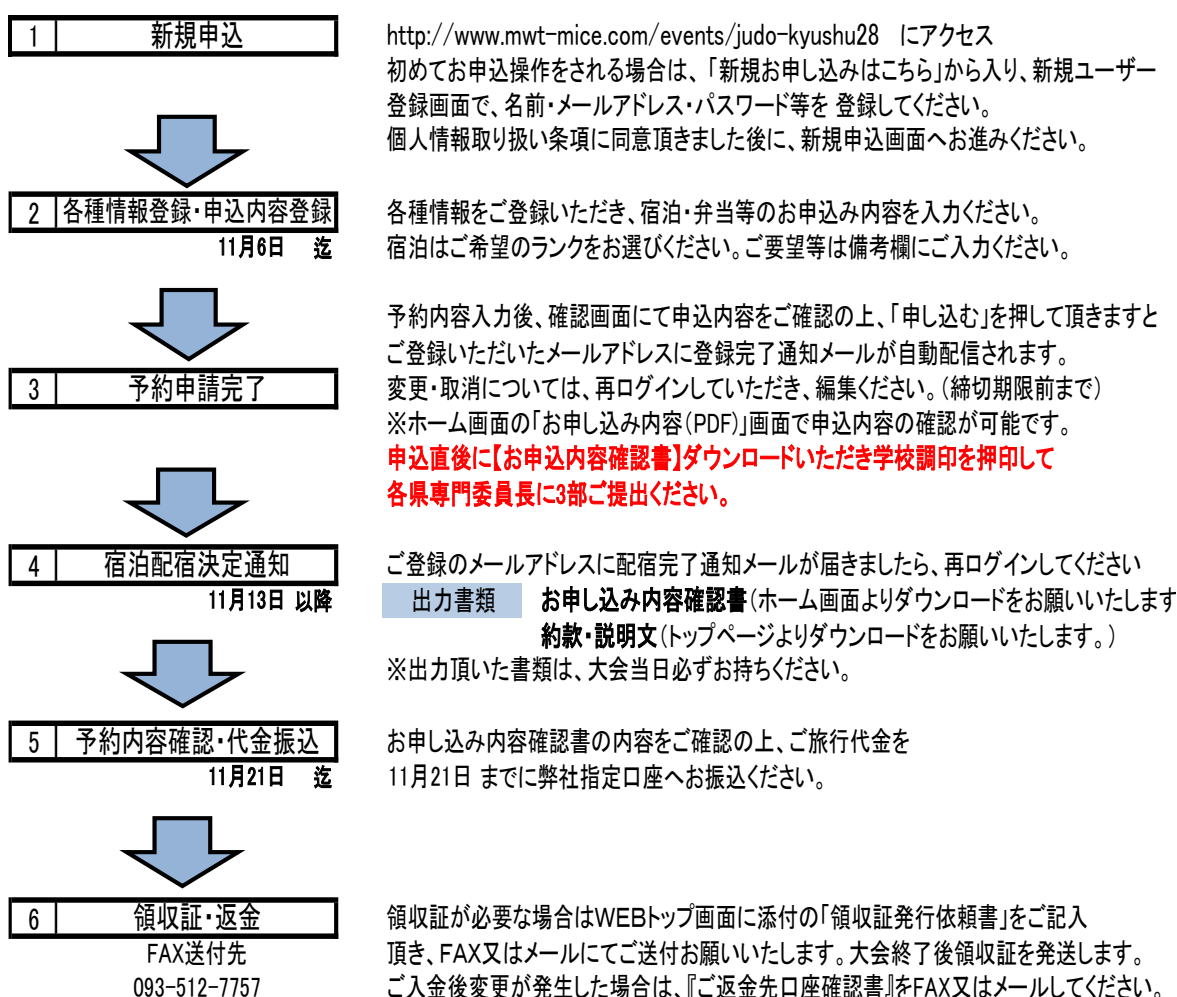 1 新規申込 http://www.mwt-mice.com/events/judo-kyushu28 にアクセス
初めてお申込操作をされる場合は、「新規お申し込みはこちら」から入り、新規ユーザー
登録画面で、名前・メールアドレス・パスワード等を 登録してください。
個人情報取り扱い条項に同意頂きました後に、新規申込画面へお進みください。
2 各種情報登録・申込内容登録 各種情報をご登録いただき、宿泊・弁当等のお申込み内容を入力ください。
11月6日 迄 宿泊はご希望のランクをお選びください。ご要望等は備考欄にご入力ください。
予約内容入力後、確認画面にて申込内容をご確認の上、「申し込む」を押して頂きますと
ご登録いただいたメールアドレスに登録完了通知メールが自動配信されます。
3 予約申請完了 変更・取消については、再ログインしていただき、編集ください。(締切期限前まで)
※ホーム画面の「お申し込み内容(PDF)」画面で申込内容の確認が可能です。
申込直後に【お申込内容確認書】ダウンロードいただき学校調印を押印して
各県専門委員長に3部ご提出ください。
4 宿泊配宿決定通知 ご登録のメールアドレスに配宿完了通知メールが届きましたら、再ログインしてください
11月13日 以降 出力書類 お申し込み内容確認書(ホーム画面よりダウンロードをお願いいたします
約款・説明文(トップページよりダウンロードをお願いいたします。)
※出力頂いた書類は、大会当日必ずお持ちください。
5 予約内容確認・代金振込 お申し込み内容確認書の内容をご確認の上、ご旅行代金を
11月21日 迄 11月21日 までに弊社指定口座へお振込ください。
6 領収証・返金 領収証が必要な場合はWEBトップ画面に添付の「領収証発行依頼書」をご記入
FAX送付先 頂き、FAX又はメールにてご送付お願いいたします。大会終了後領収証を発送します。
093-512-7757 ご入金後変更が発生した場合は、『ご返金先口座確認書』をFAX又はメールしてください。